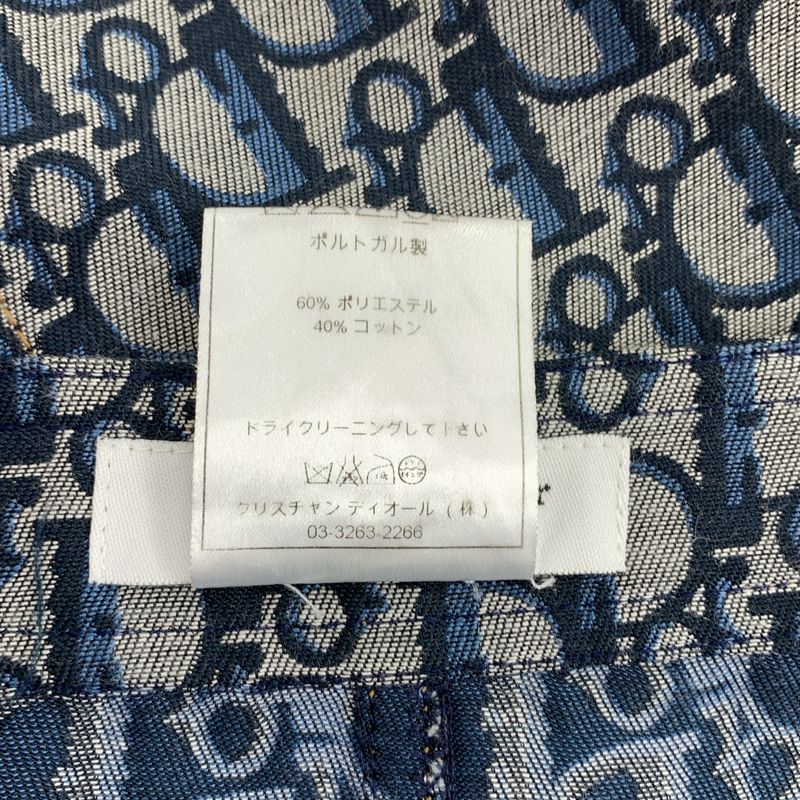 ポルトガル製
60% ポリエステル
40% コットン
ドライクリーニングして下さい
クリスチャン ディオール (株)
03-3263-2266